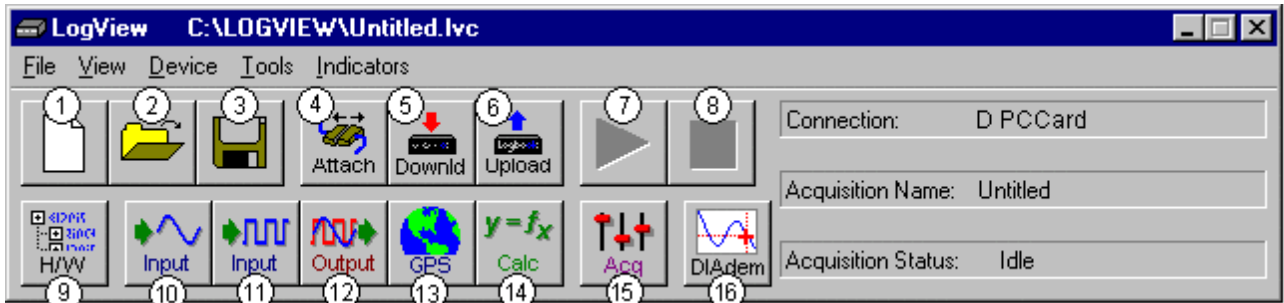 LogView C:\LOGVIEW\Untitled.lvc
File View Device Tools Indicators
1 2 3 4 5 6 7 8
Attach Downld Upload
Connection: D PCCard
Acquisition Name: Untitled
y=fx
H/W Input Input Output GPS Calc Acq DIAdem
Acquisition Status: Idle
9 10 11 12 13 14 15 16